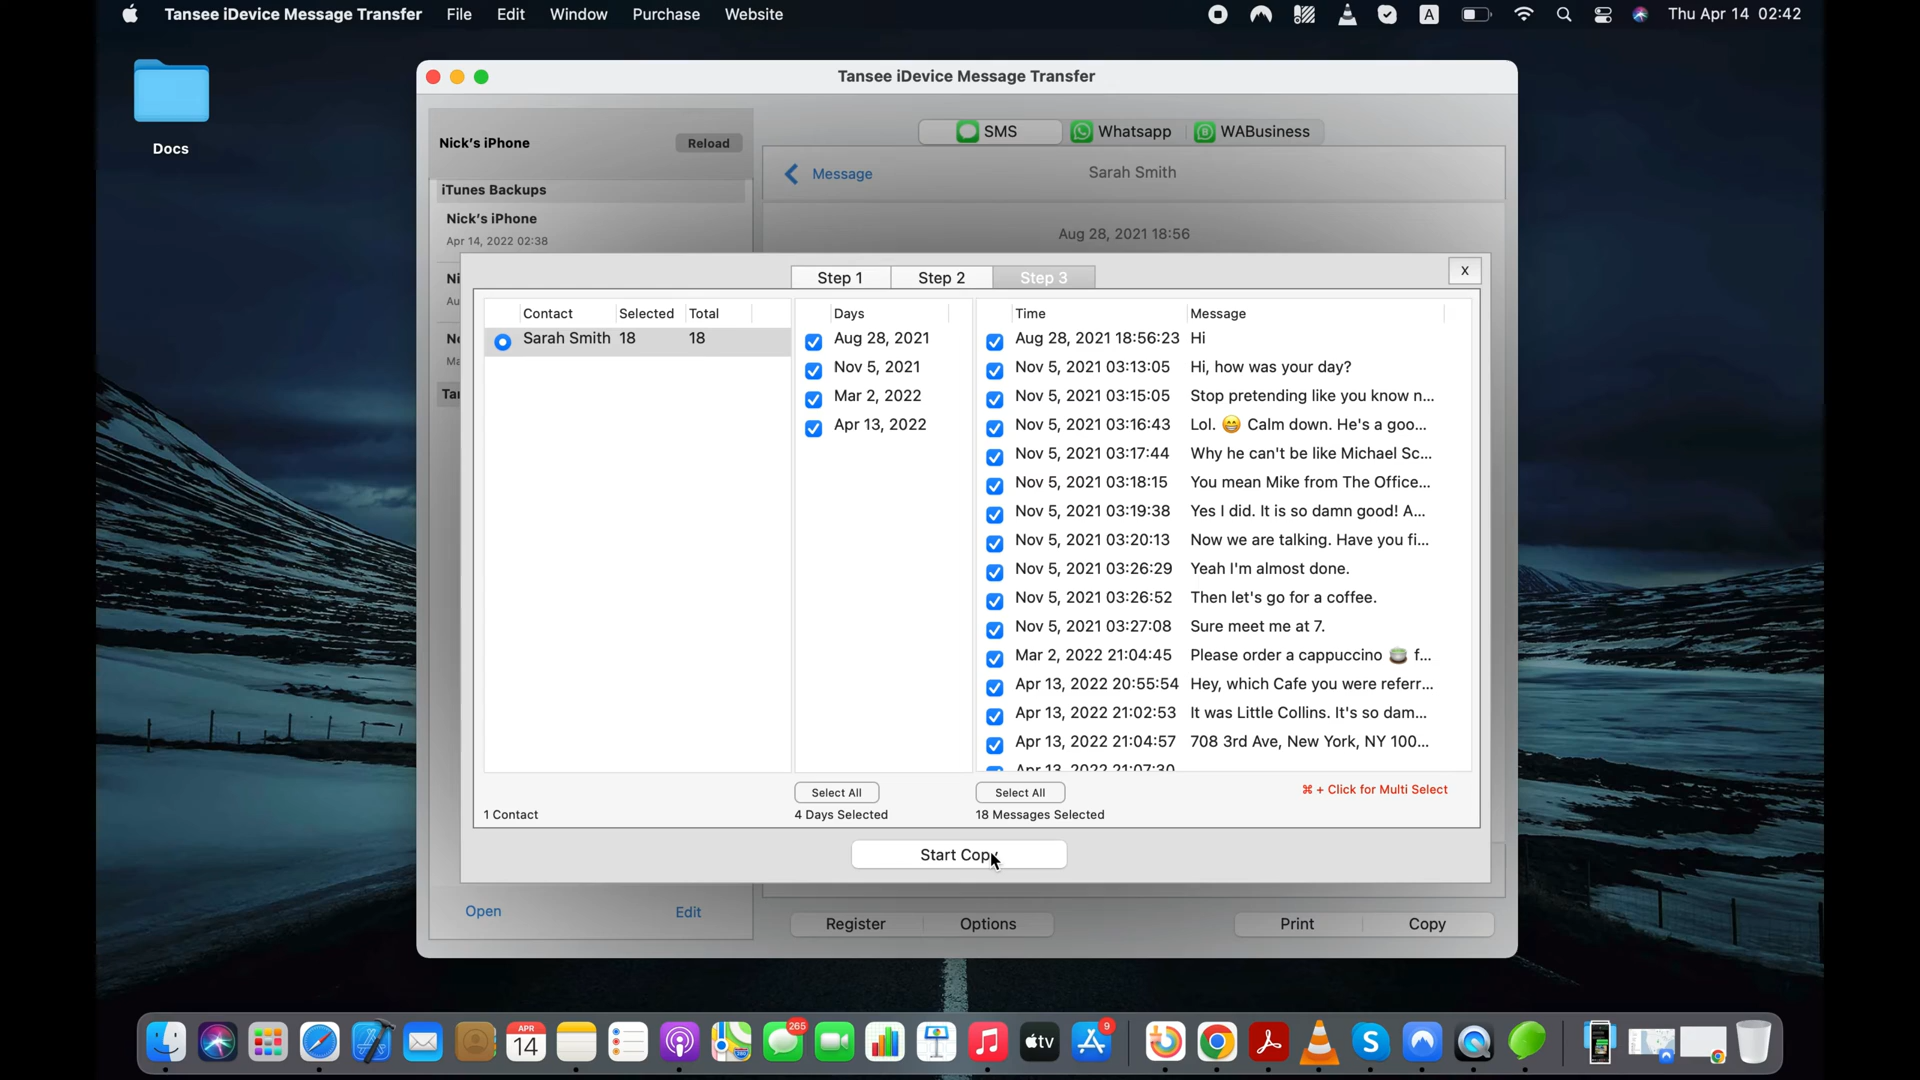 Tansee iDevice Message Transfer File Edit Window Purchase Website A Thu Apr 14 02:42
Docs
Tansee iDevice Message Transfer
Nick's iPhone Reload
SMS Whatsapp WABusiness
Message Sarah Smith
iTunes Backups
Nick's iPhone
Apr 14, 2022 02:38
Aug 28, 2021 18:56
Step 1 Step 2 Step 3 X
Contact Selected Total Days Time Message
Sarah Smith 18 18
Aug 28, 2021
Nov 5, 2021
Mar 2, 2022
Apr 13, 2022
Aug 28, 2021 18:56:23 Hi
Nov 5, 2021 03:13:05 Hi, how was your day?
Nov 5, 2021 03:15:05 Stop pretending like you know n...
Nov 5, 2021 03:16:43 Lol. 😁 Calm down. He's a goo...
Nov 5, 2021 03:17:44 Why he can't be like Michael Sc...
Nov 5, 2021 03:18:15 You mean Mike from The Office...
Nov 5, 2021 03:19:38 Yes I did. It is so damn good! A...
Nov 5, 2021 03:20:13 Now we are talking. Have you fi...
Nov 5, 2021 03:26:29 Yeah I'm almost done.
Nov 5, 2021 03:26:52 Then let's go for a coffee.
Nov 5, 2021 03:27:08 Sure meet me at 7.
Mar 2, 2022 21:04:45 Please order a cappuccino 🍵 f...
Apr 13, 2022 20:55:54 Hey, which Cafe you were referr...
Apr 13, 2022 21:02:53 It was Little Collins. It's so dam...
Apr 13, 2022 21:04:57 708 3rd Ave, New York, NY 100...
Apr 13, 2022 21:07:30
Select All Select All ⌘ + Click for Multi Select
1 Contact 4 Days Selected 18 Messages Selected
Start Copy
Open Edit
Register Options Print Copy
APR
14
265
tv
9